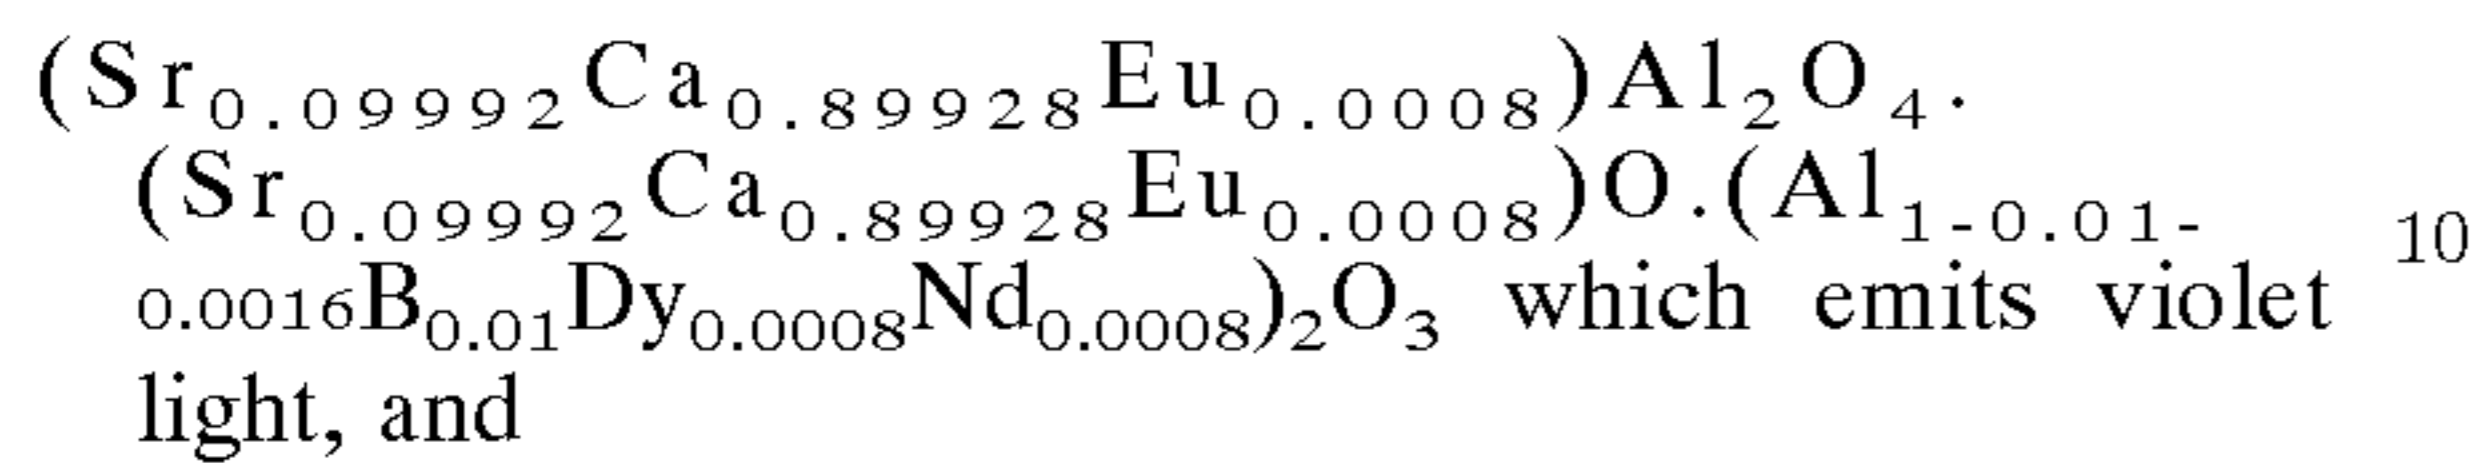 (Sr0.09992Ca0.89928Eu0.0008)Al2O4.
(Sr0.09992Ca0.89928Eu0.0008)O.(Al1-0.01-
10
0.0016B0.01Dy0.0008Nd0.0008)2O3 which emits violet
light, and